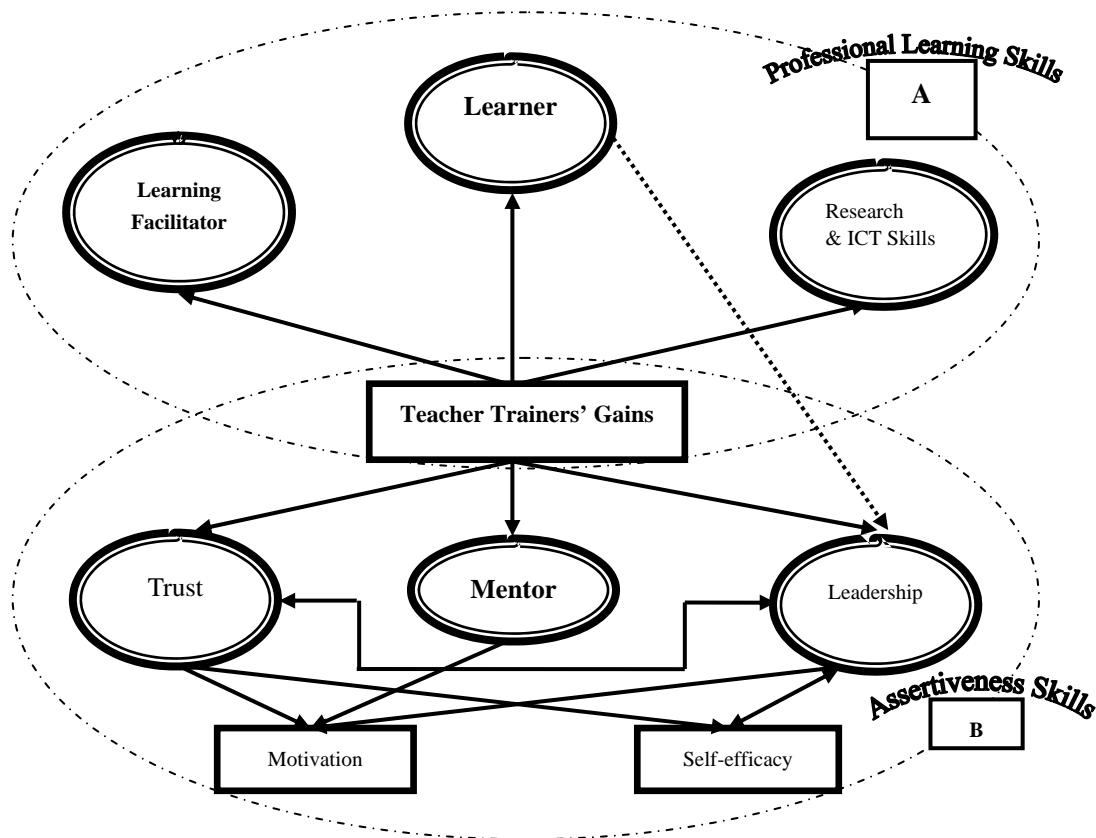 Professional Learning Skills
A
Learner
Learning
Facilitator
Research
& ICT Skills
Teacher Trainers’ Gains
Trust
Mentor
Leadership
Assertiveness Skills
B
Motivation
Self-efficacy